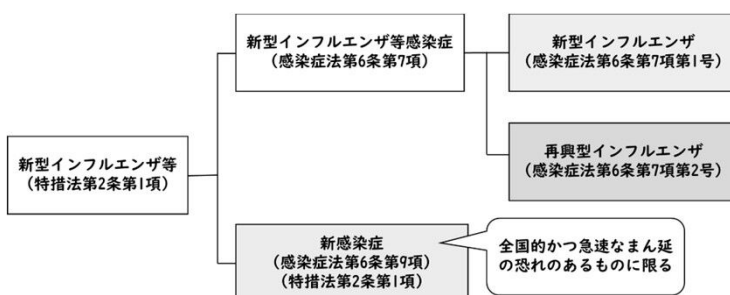 新型インフルエンザ等感染症
(感染症法第6条第7項)
新型インフルエンザ
(感染症法第6条第7項第1号)
新型インフルエンザ等
(特措法第2条第1項)
再興型インフルエンザ
(感染症法第6条第7項第2号)
新感染症
(感染症法第6条第9項)
(特措法第2条第1項)
全国的かつ急速なまん延
の恐れのあるものに限る